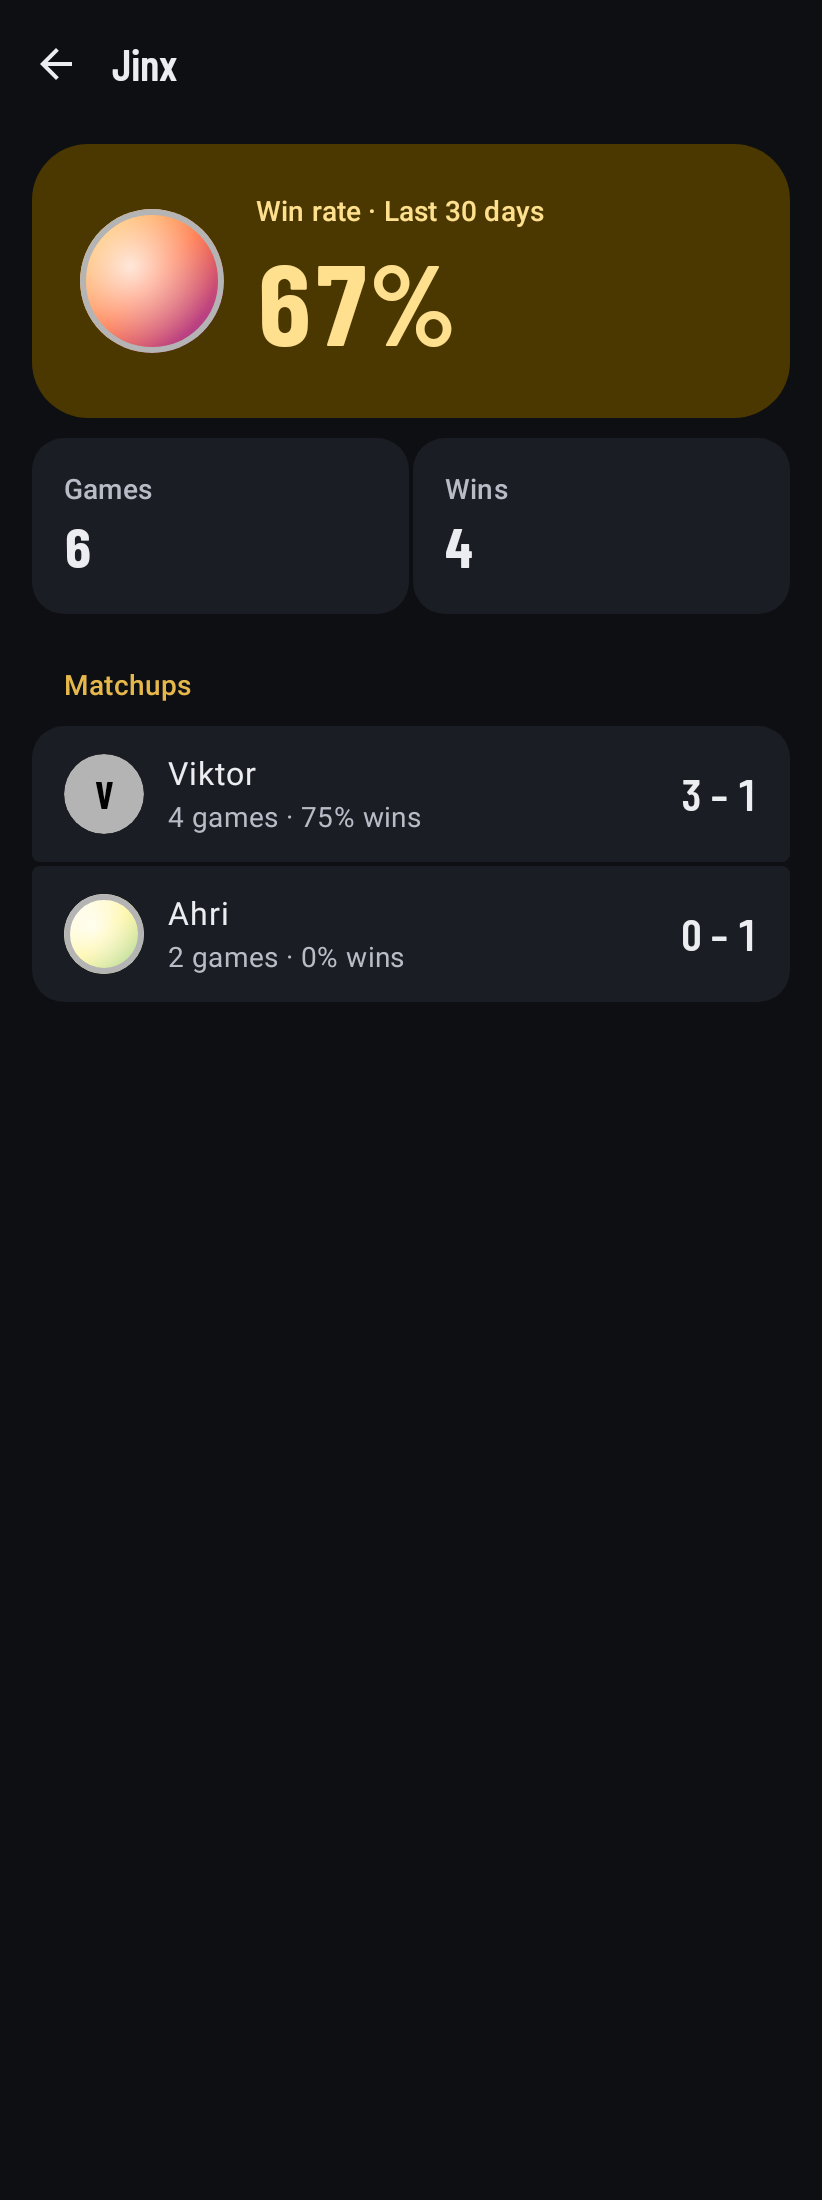 Jinx
Win rate · Last 30 days
67%
Games
6
Wins
4
Matchups
V
Viktor
4 games · 75% wins
3 – 1
Ahri
2 games · 0% wins
0 – 1